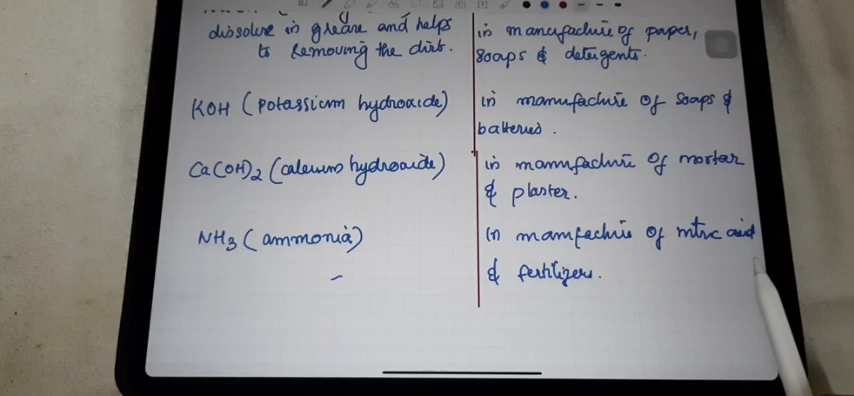 dissolve in grease and helps
to removing the dirt.
in manufacture of paper,
soaps & detergents.
KOH (potassium hydroxide)
in manufacture of soaps &
batteries.
Ca(OH)2 (calcium hydroxide)
in manufacture of mortar
& plaster.
NH3 (ammonia)
In manfacture of nitric acid
& fertilizers.